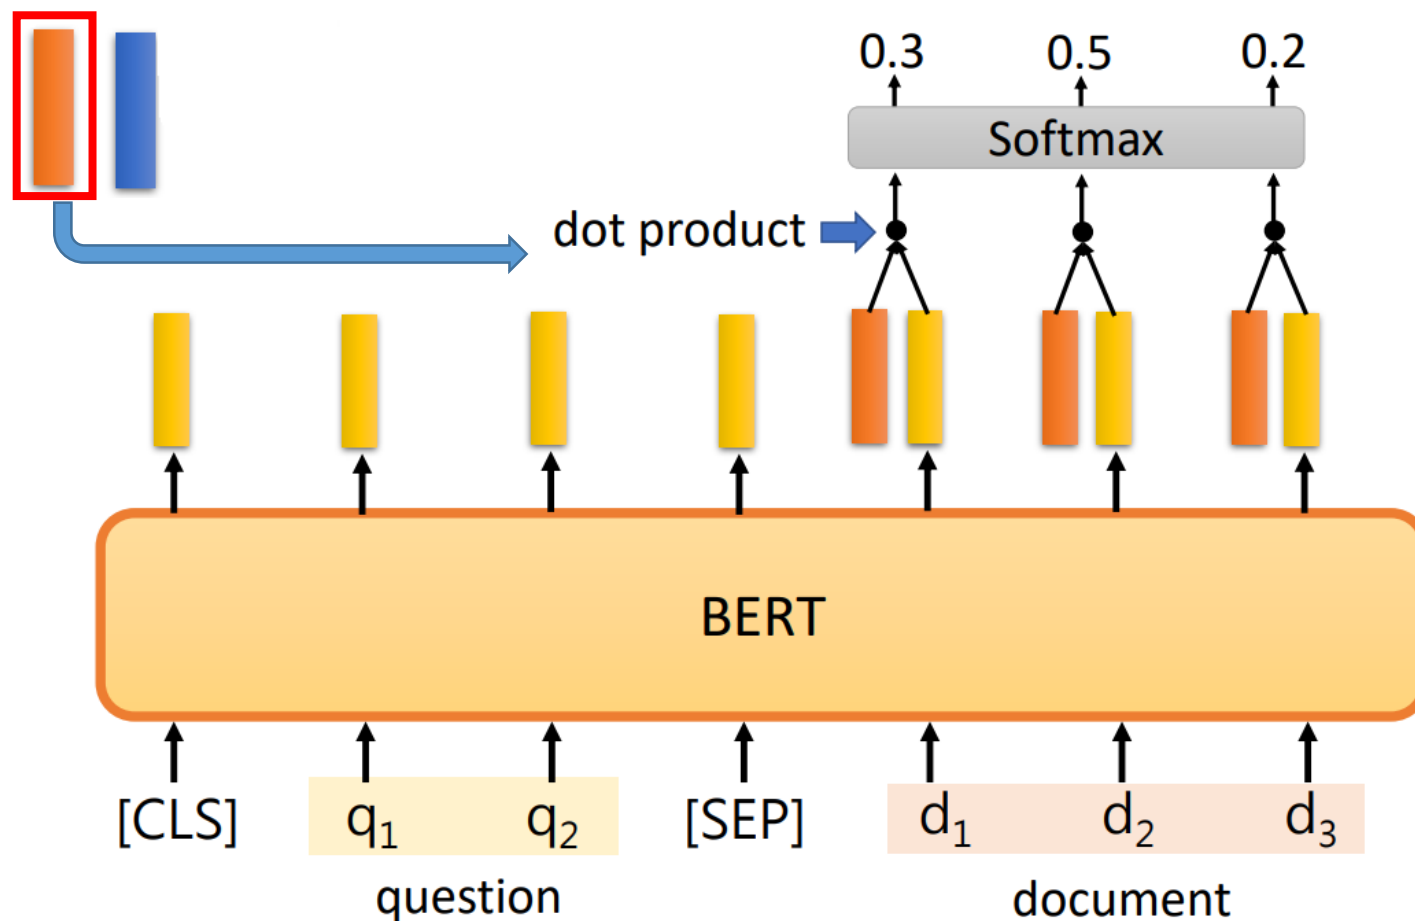 0.3 0.5 0.2
Softmax
dot product
BERT
[CLS] q1 q2 [SEP] d1 d2 d3
question document